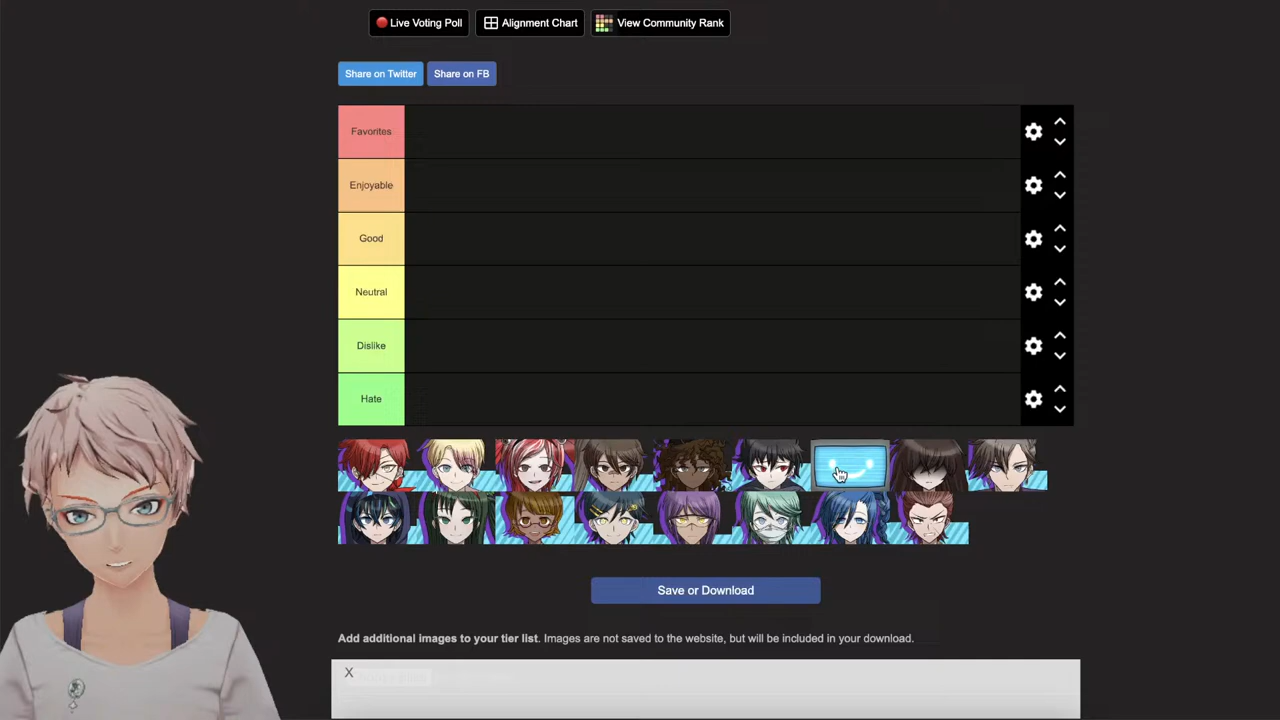 Live Voting Poll
Alignment Chart
View Community Rank
Share on Twitter
Share on FB
Favorites
Enjoyable
Good
Neutral
Dislike
Hate
Save or Download
Add additional images to your tier list. Images are not saved to the website, but will be included in your download.
X